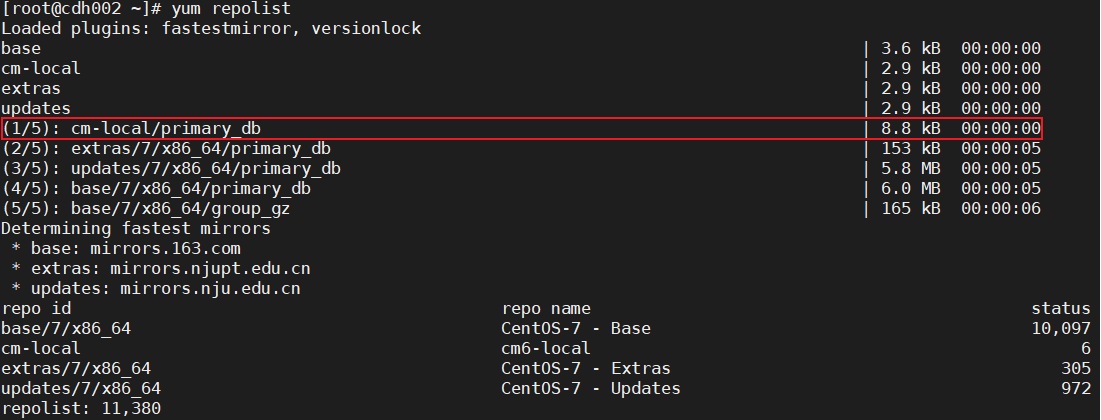 [root@cdh002 ~]# yum repolist
Loaded plugins: fastestmirror, versionlock
base | 3.6 kB 00:00:00
cm-local | 2.9 kB 00:00:00
extras | 2.9 kB 00:00:00
updates | 2.9 kB 00:00:00
(1/5): cm-local/primary_db | 8.8 kB 00:00:00
(2/5): extras/7/x86_64/primary_db | 153 kB 00:00:05
(3/5): updates/7/x86_64/primary_db | 5.8 MB 00:00:05
(4/5): base/7/x86_64/primary_db | 6.0 MB 00:00:05
(5/5): base/7/x86_64/group_gz | 165 kB 00:00:06
Determining fastest mirrors
* base: mirrors.163.com
* extras: mirrors.njupt.edu.cn
* updates: mirrors.nju.edu.cn
repo id repo name status
base/7/x86_64 CentOS-7 - Base 10,097
cm-local cm6-local 6
extras/7/x86_64 CentOS-7 - Extras 305
updates/7/x86_64 CentOS-7 - Updates 972
repolist: 11,380